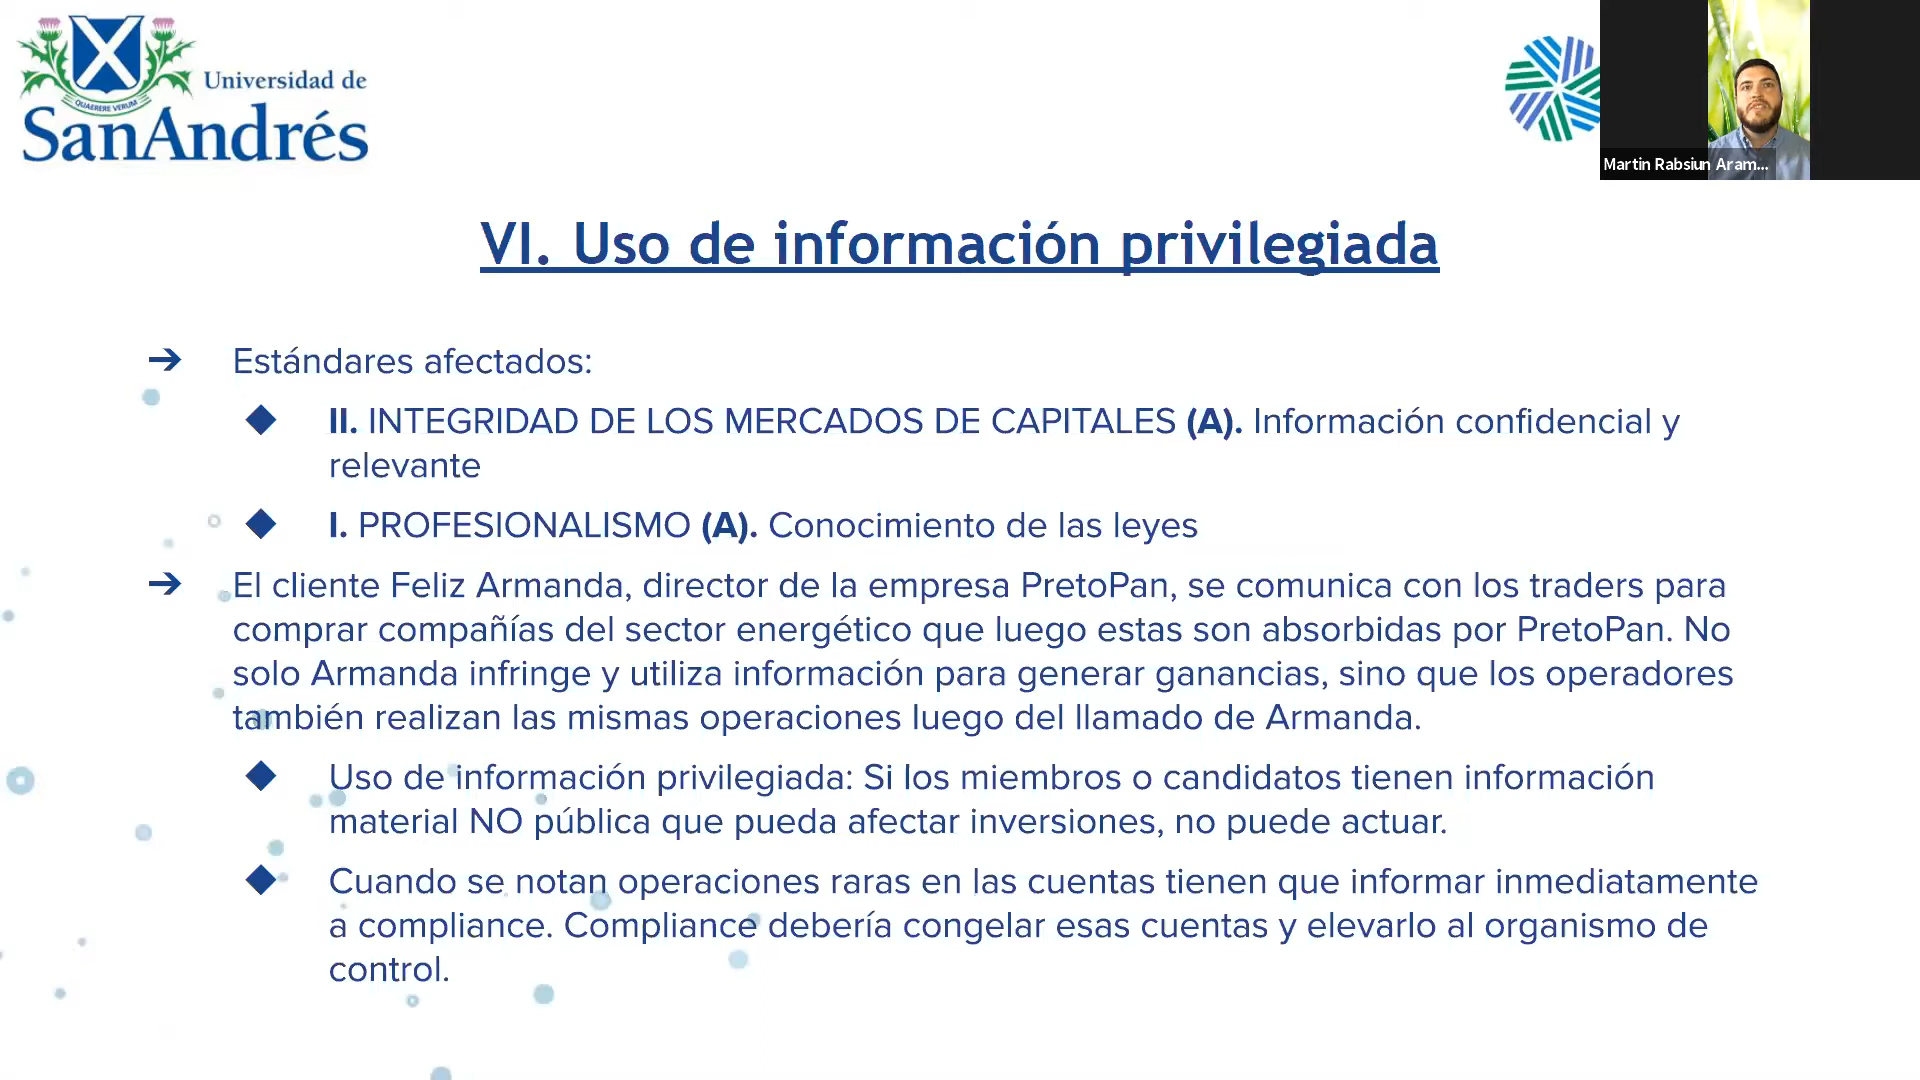 QUAERERE VERUM
Universidad de
SanAndrés
Martin Rabsiun Aram...
VI. Uso de información privilegiada
➔ Estándares afectados:
◆ II. INTEGRIDAD DE LOS MERCADOS DE CAPITALES (A). Información confidencial y
relevante
◆ I. PROFESIONALISMO (A). Conocimiento de las leyes
➔ El cliente Feliz Armanda, director de la empresa PretoPan, se comunica con los traders para
comprar compañías del sector energético que luego estas son absorbidas por PretoPan. No
solo Armanda infringe y utiliza información para generar ganancias, sino que los operadores
también realizan las mismas operaciones luego del llamado de Armanda.
◆ Uso de información privilegiada: Si los miembros o candidatos tienen información
material NO pública que pueda afectar inversiones, no puede actuar.
◆ Cuando se notan operaciones raras en las cuentas tienen que informar inmediatamente
a compliance. Compliance debería congelar esas cuentas y elevarlo al organismo de
control.